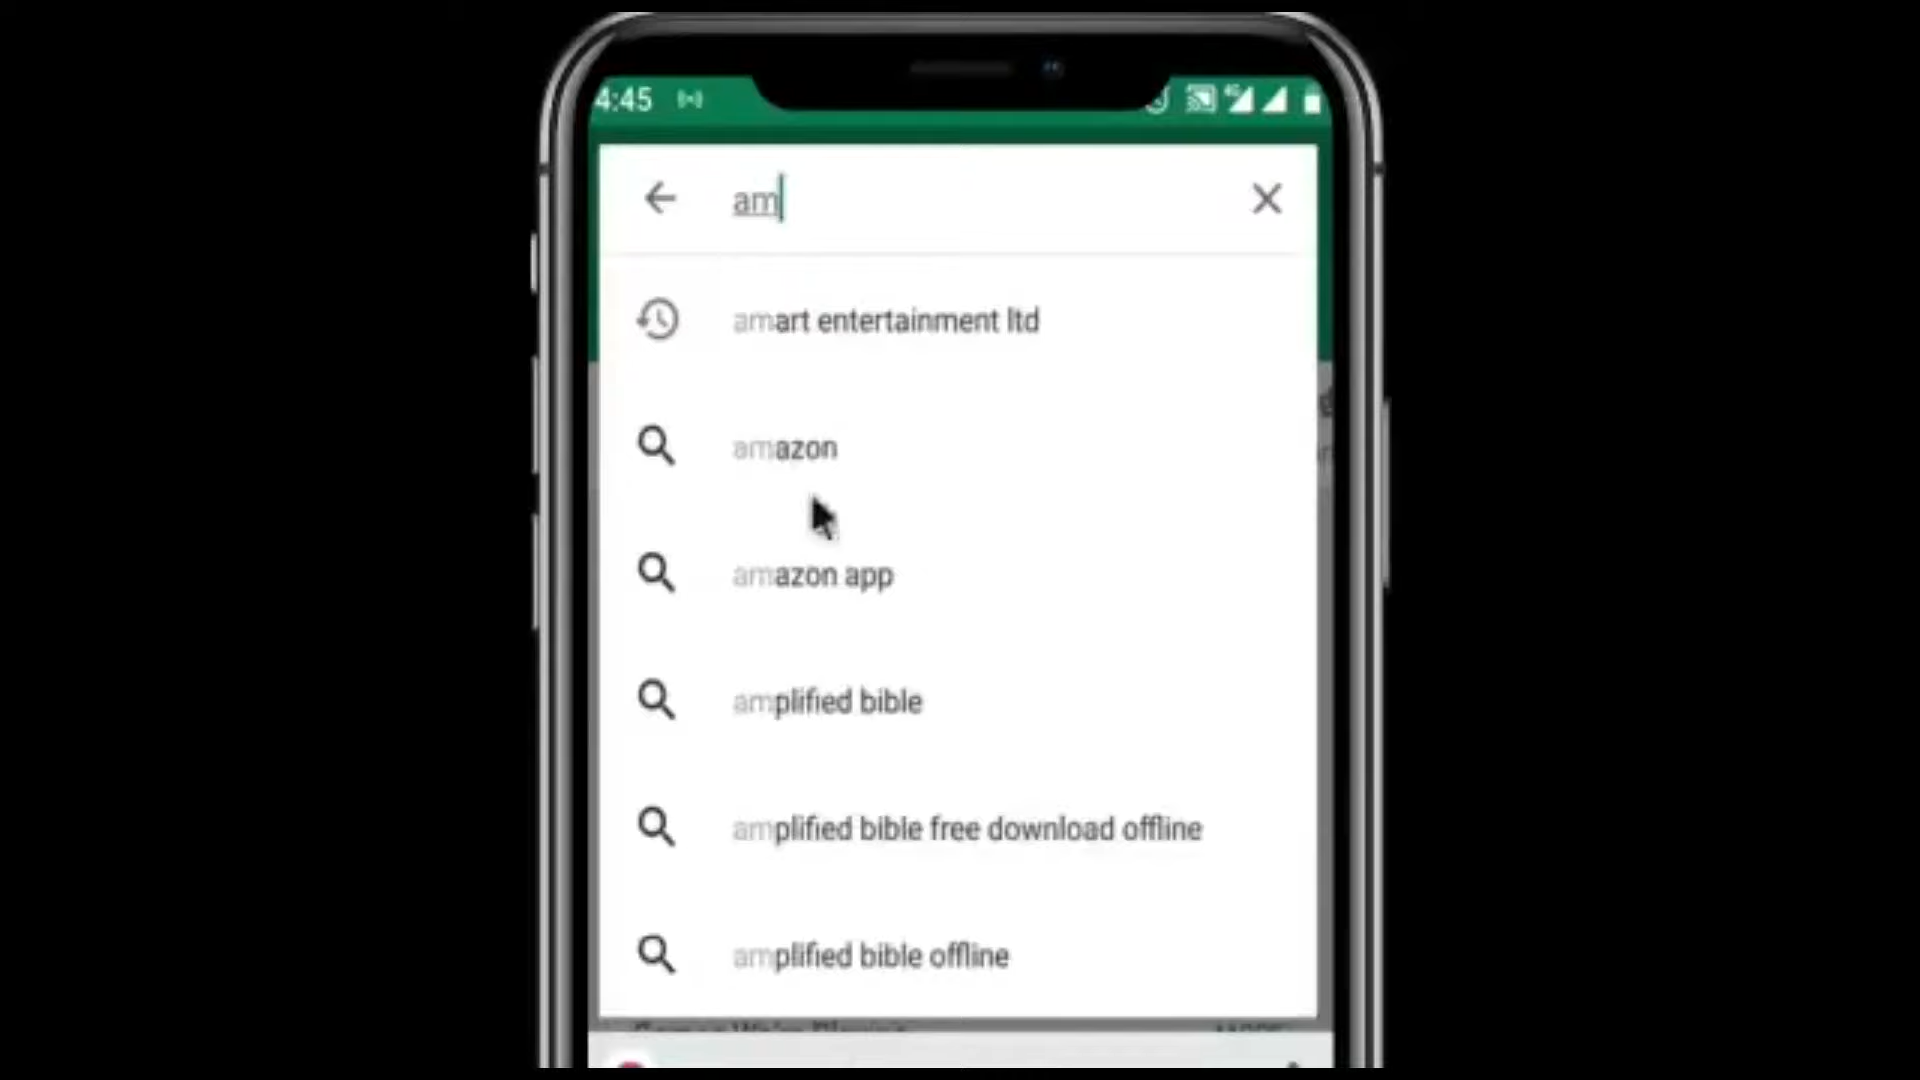 4:45
4G
am
amart entertainment ltd
amazon
amazon app
amplified bible
amplified bible free download offline
amplified bible offline